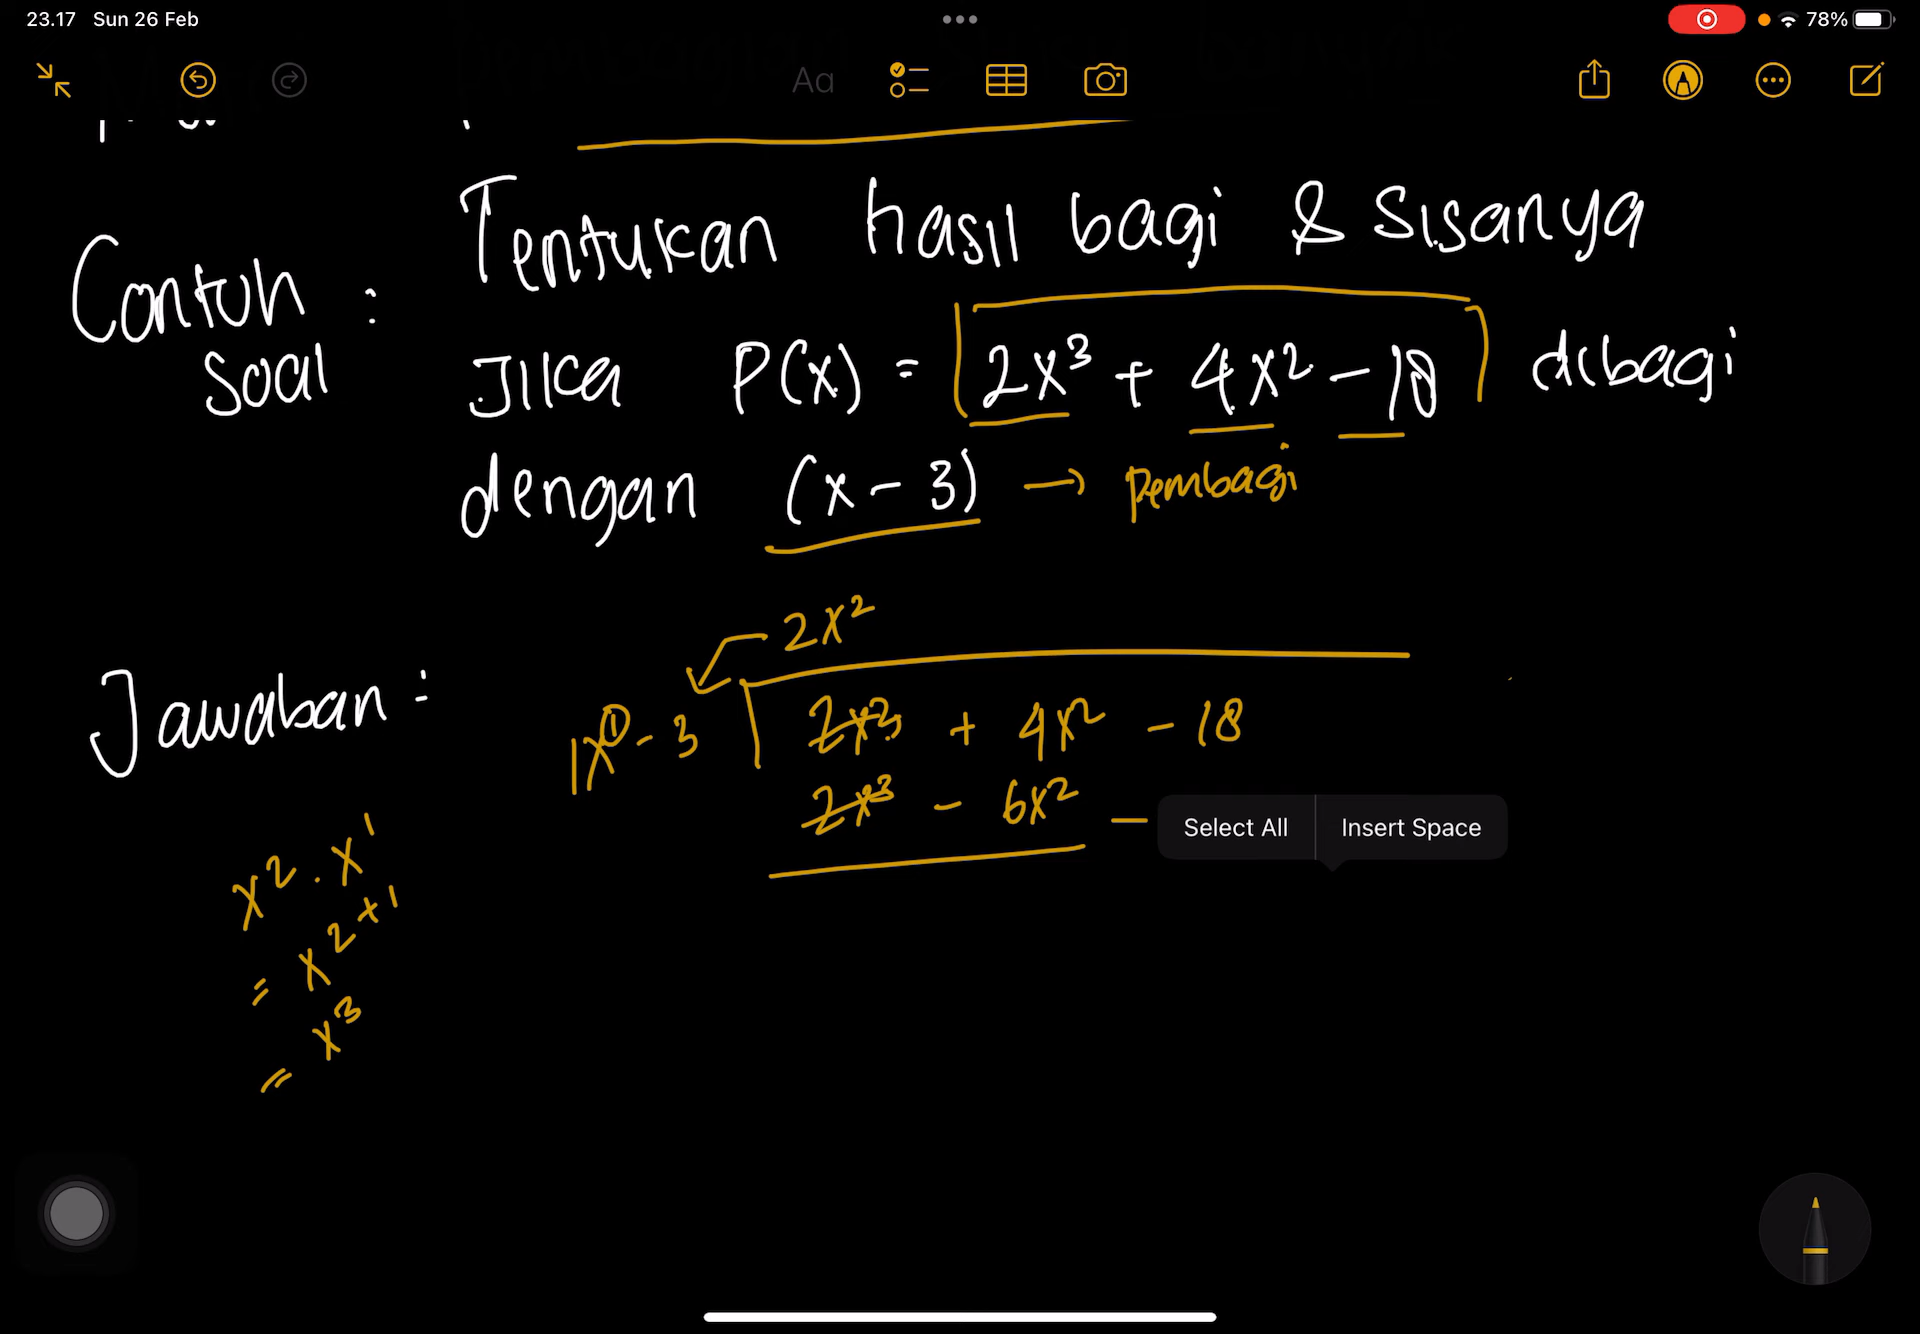 23.17 Sun 26 Feb
78%
Aa
Contoh soal : Tentukan hasil bagi & sisanya
Jika P(x) = 2x³ + 4x² - 18 dibagi
dengan (x - 3) → Pembagi
Jawaban :
2x²
1x¹ - 3 2x³ + 4x² - 18
2x³ - 6x² -
Select All Insert Space
x² . x¹
= x²⁺¹
= x³